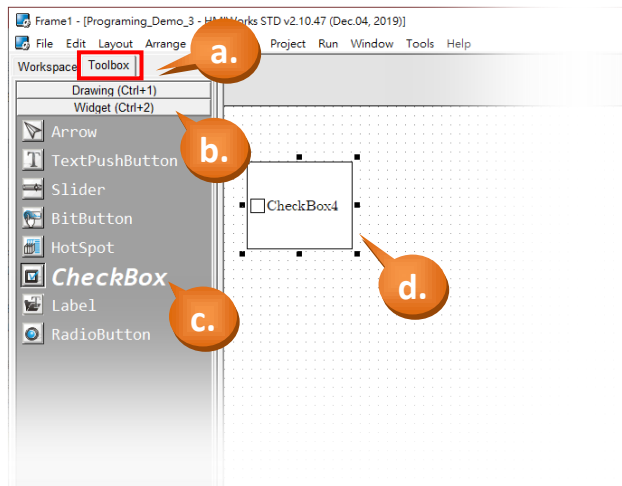 Frame1 - [Programing_Demo_3 - HMIWorks STD v2.10.47 (Dec.04, 2019)]
File Edit Layout Arrange Project Run Window Tools Help
a.
Workspace Toolbox
Drawing (Ctrl+1)
Widget (Ctrl+2)
b.
Arrow
TextPushButton
Slider
BitButton
HotSpot
CheckBox
Label
RadioButton
c.
CheckBox4
d.